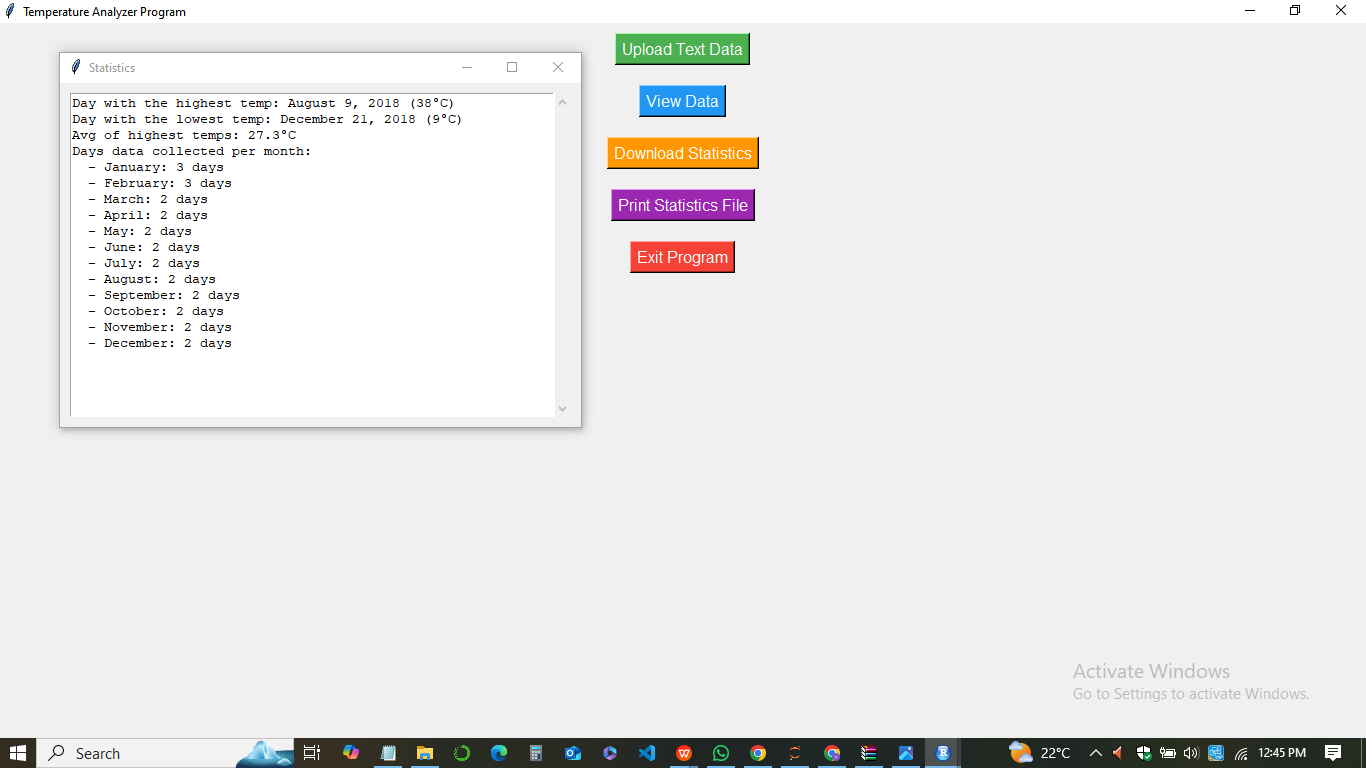 Temperature Analyzer Program
Statistics
Day with the highest temp: August 9, 2018 (38°C)
Day with the lowest temp: December 21, 2018 (9°C)
Avg of highest temps: 27.3°C
Days data collected per month:
- January: 3 days
- February: 3 days
- March: 2 days
- April: 2 days
- May: 2 days
- June: 2 days
- July: 2 days
- August: 2 days
- September: 2 days
- October: 2 days
- November: 2 days
- December: 2 days
Upload Text Data
View Data
Download Statistics
Print Statistics File
Exit Program
Activate Windows
Go to Settings to activate Windows.
Search
22°C
12:45 PM